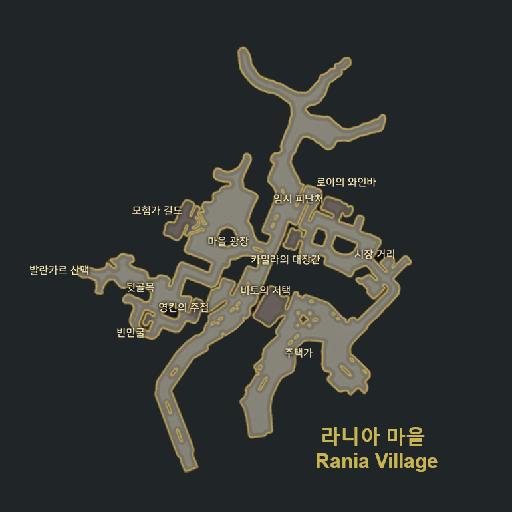 로이의 와인바
임시 피난처
모험가 길드
마을 광장
카밀라의 대장간
시장 거리
발란가르 산맥
뒷골목
바드의 저택
영킨의 주점
빈민굴
주택가
라니아 마을
Rania Village